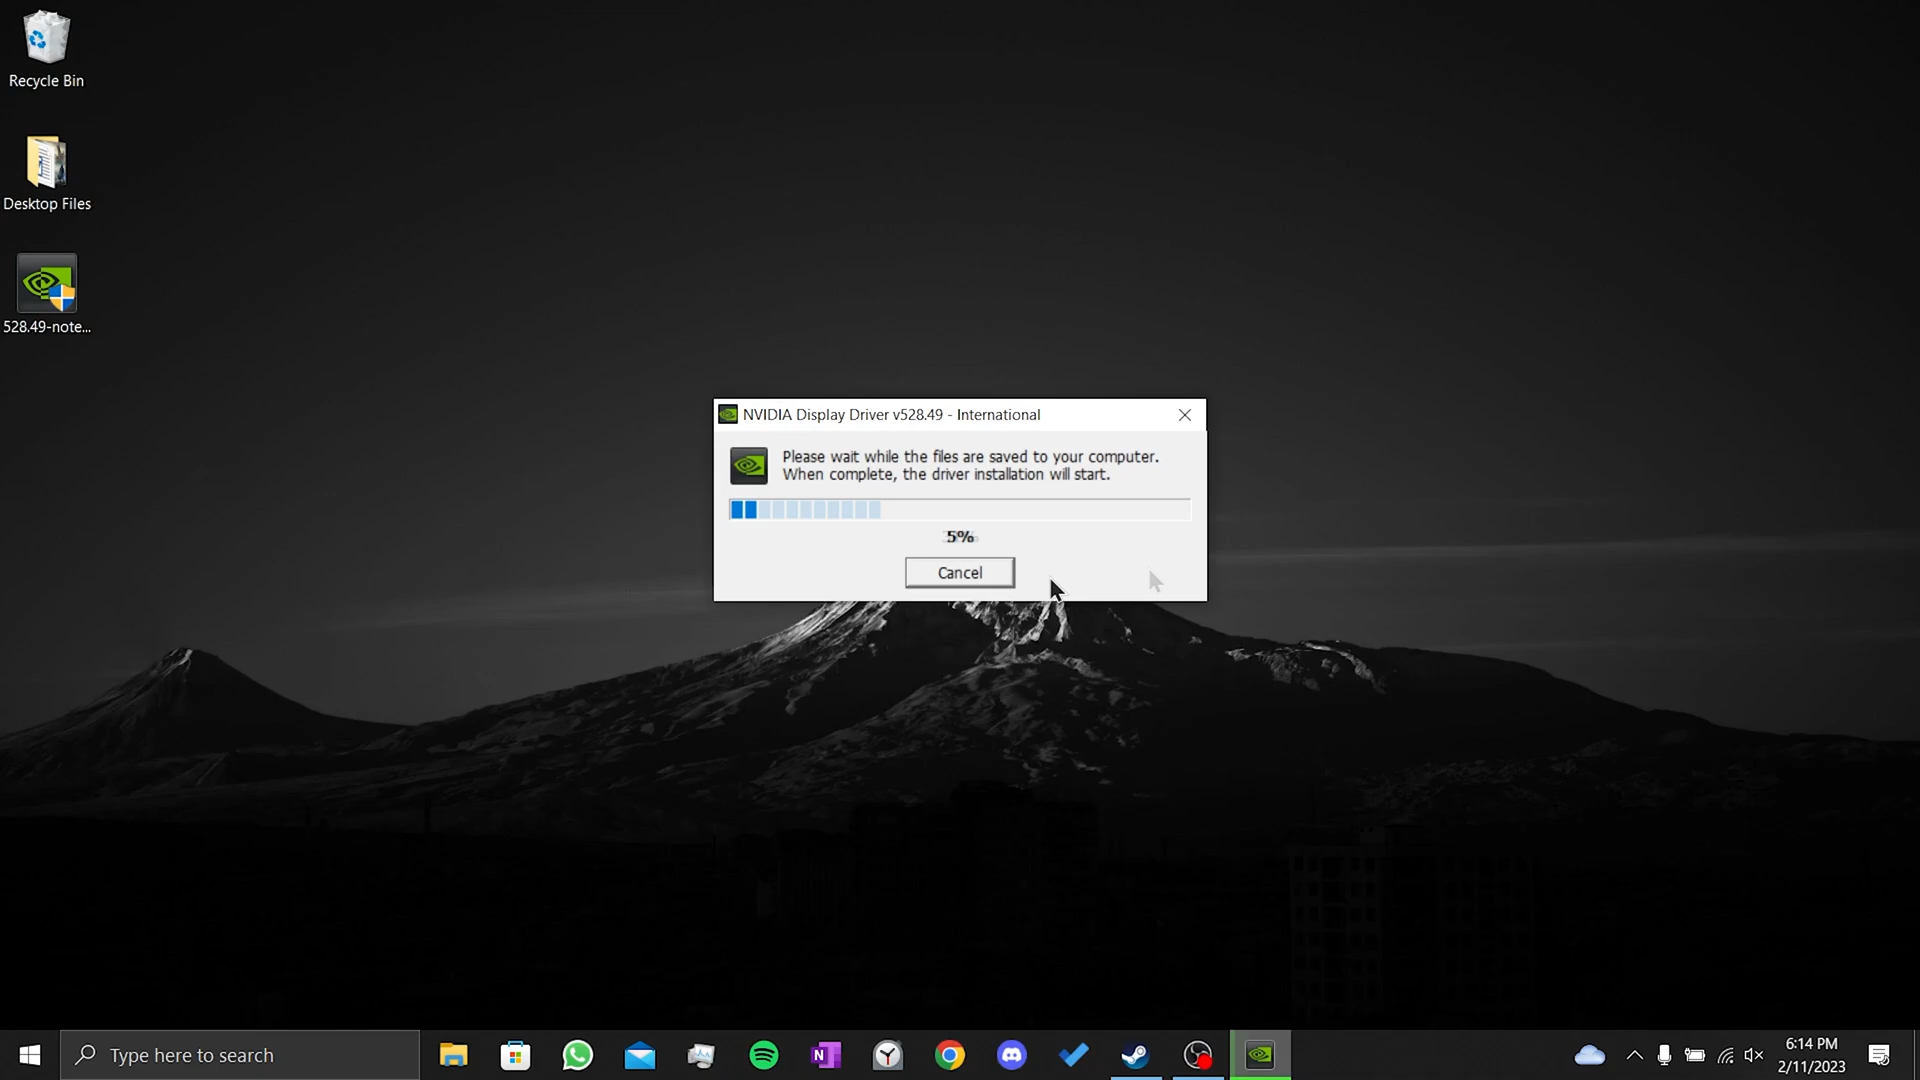 Recycle Bin
Desktop Files
528.49-note...
NVIDIA Display Driver v528.49 - International
Please wait while the files are saved to your computer.
When complete, the driver installation will start.
5%
Cancel
Type here to search
N
6:14 PM
2/11/2023